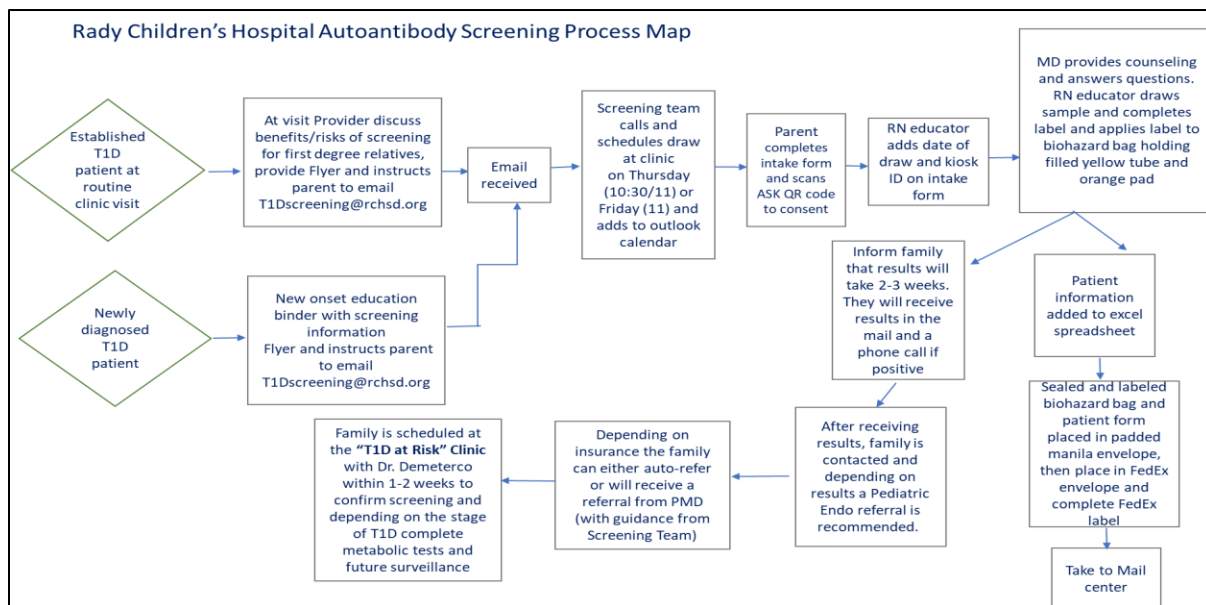 Rady Children's Hospital Autoantibody Screening Process Map
Established
T1D
patient at
routine
clinic visit
At visit Provider discuss
benefits/risks of screening
for first degree relatives,
provide Flyer and instructs
parent to email
T1Dscreening@rchsd.org
Email
received
Screening team
calls and
schedules draw
at clinic
on Thursday
(10:30/11) or
Friday (11) and
adds to outlook
calendar
Parent
completes
intake form
and scans
ASK QR code
to consent
RN educator
adds date of
draw and kiosk
ID on intake
form
MD provides counseling
and answers questions.
RN educator draws
sample and completes
label and applies label to
biohazard bag holding
filled yellow tube and
orange pad
Newly
diagnosed
T1D
patient
New onset education
binder with screening
information
Flyer and instructs parent
to email
T1Dscreening@rchsd.org
Inform family
that results will
take 2-3 weeks.
They will receive
results in the
mail and a
phone call if
positive
Patient
information
added to excel
spreadsheet
Family is scheduled at
the "T1D at Risk" Clinic
with Dr. Demeterco
within 1-2 weeks to
confirm screening and
depending on the stage
of T1D complete
metabolic tests and
future surveillance
Depending on
insurance the family
can either auto-refer
or will receive a
referral from PMD
(with guidance from
Screening Team)
After receiving
results, family is
contacted and
depending on
results a Pediatric
Endo referral is
recommended.
Sealed and labeled
biohazard bag and
patient form
placed in padded
manila envelope,
then place in FedEx
envelope and
complete FedEx
label
Take to Mail
center